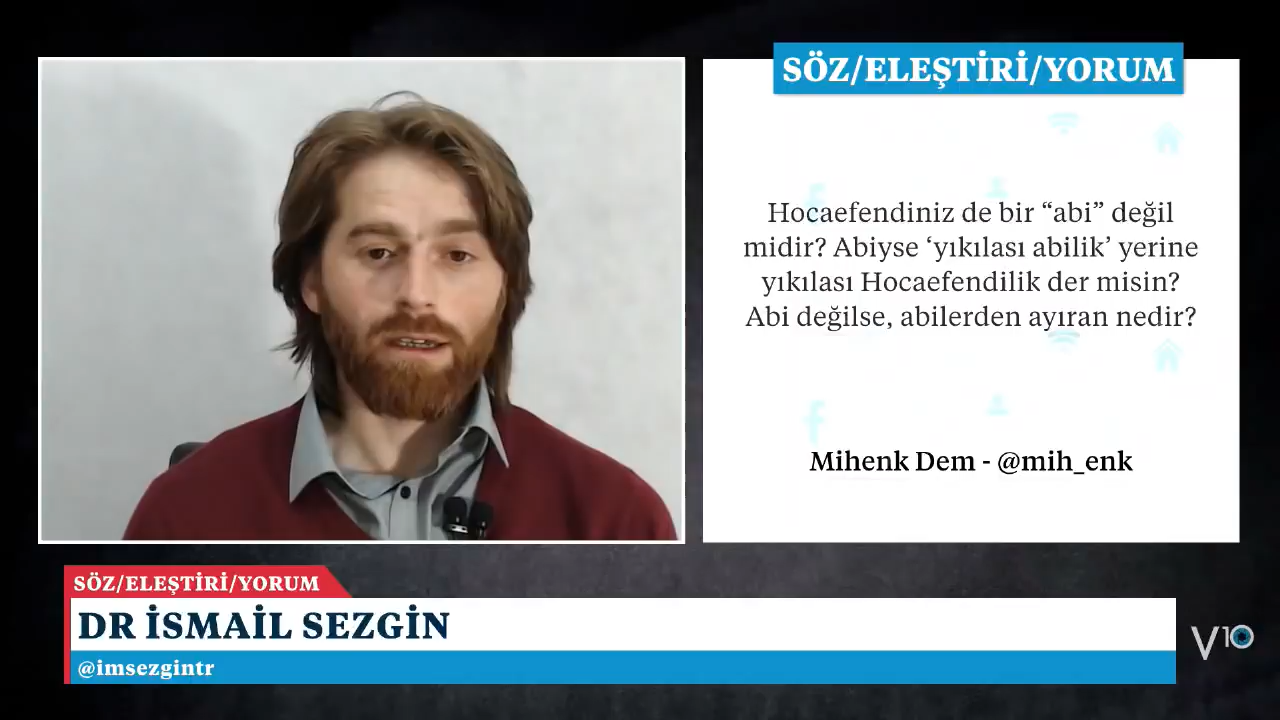 SÖZ/ELEŞTİRİ/YORUM
Hocaefendiniz de bir “abi” değil
midir? Abiyse ‘yıkılası abilik’ yerine
yıkılası Hocaefendilik der misin?
Abi değilse, abilerden ayıran nedir?
Mihenk Dem - @mih_enk
SÖZ/ELEŞTİRİ/YORUM
DR İSMAİL SEZGİN
@imsezgintr
V10